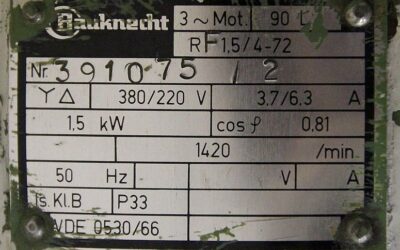 Bauknecht 3~Mot. 90 L
RF 1,5/4-72
Nr. 391075 / 2
Y △ 380/220 V 3.7/6.3 A
1.5 kW cos φ 0.81
1420 /min
50 Hz V A
Is. Kl. B P33
VDE 0530/66